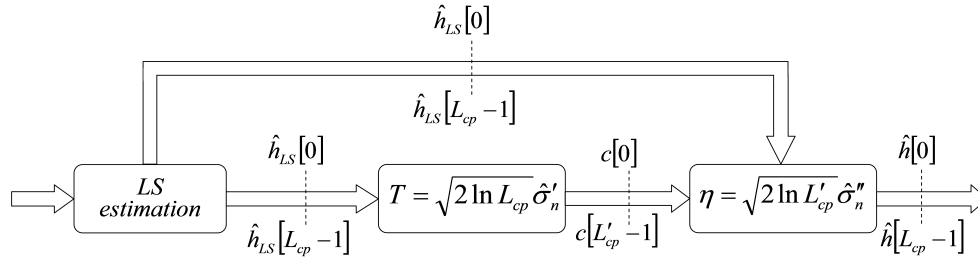 ĥ_LS[0]
ĥ_LS[L_cp − 1]
LS
estimation
ĥ_LS[0]
ĥ_LS[L_cp − 1]
T = √(2 ln L_cp) σ̂′_n
c[0]
c[L′_cp − 1]
η = √(2 ln L′_cp) σ̂″_n
ĥ[0]
ĥ[L_cp − 1]